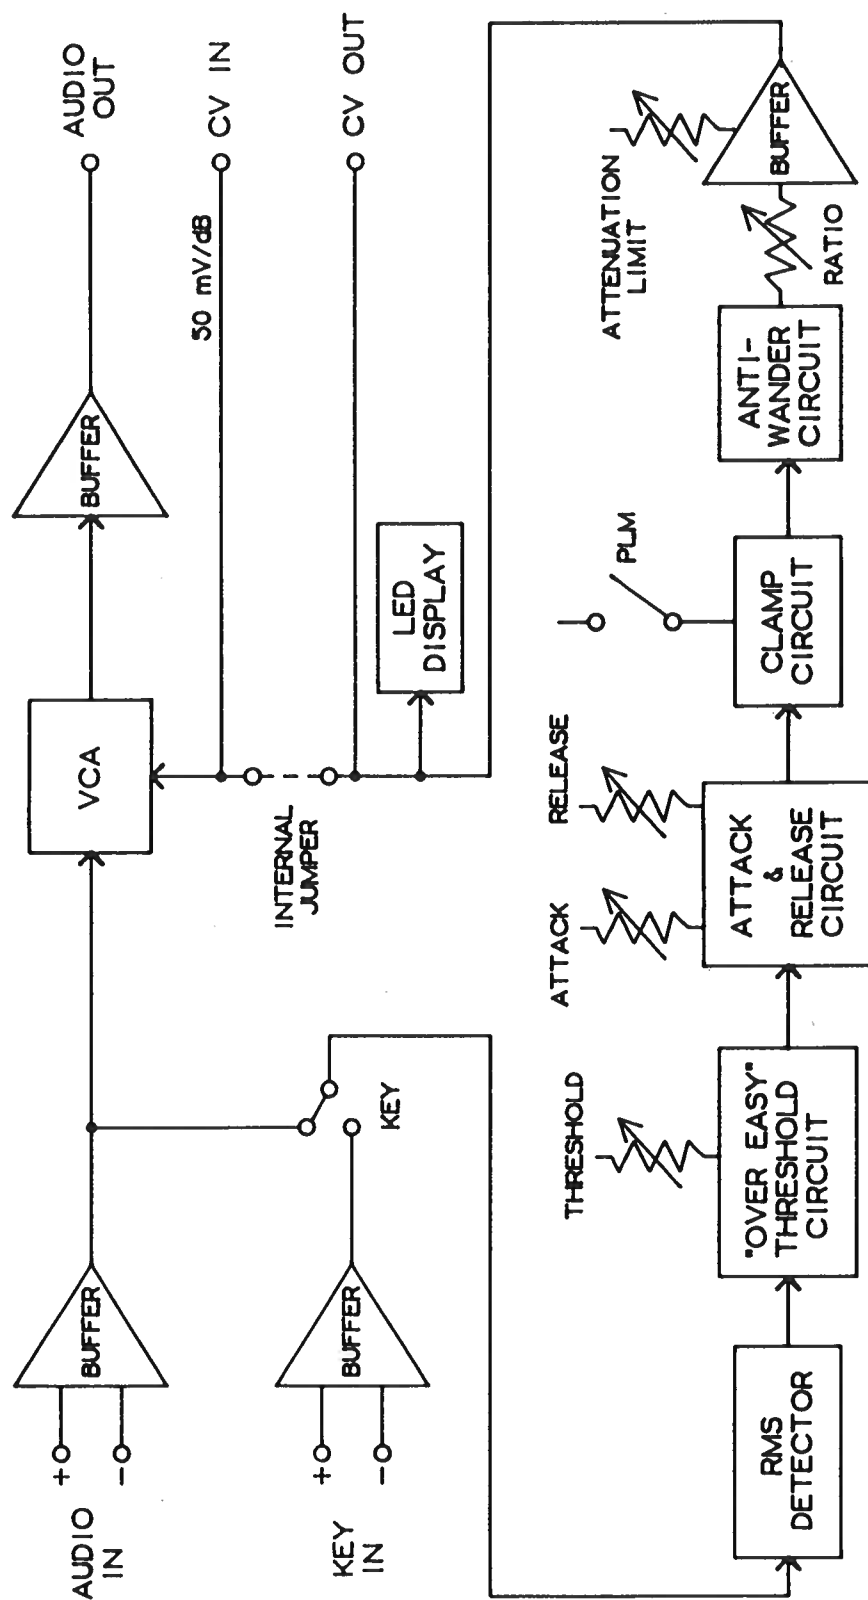 AUDIO
IN
+
-
BUFFER
VCA
BUFFER
AUDIO
OUT
KEY
IN
+
-
BUFFER
KEY
INTERNAL
JUMPER
50 mV/dB
CV IN
CV OUT
LED
DISPLAY
RMS
DETECTOR
THRESHOLD
"OVER EASY"
THRESHOLD
CIRCUIT
ATTACK
RELEASE
ATTACK
&
RELEASE
CIRCUIT
PLM
CLAMP
CIRCUIT
ANTI-
WANDER
CIRCUIT
RATIO
ATTENUATION
LIMIT
BUFFER